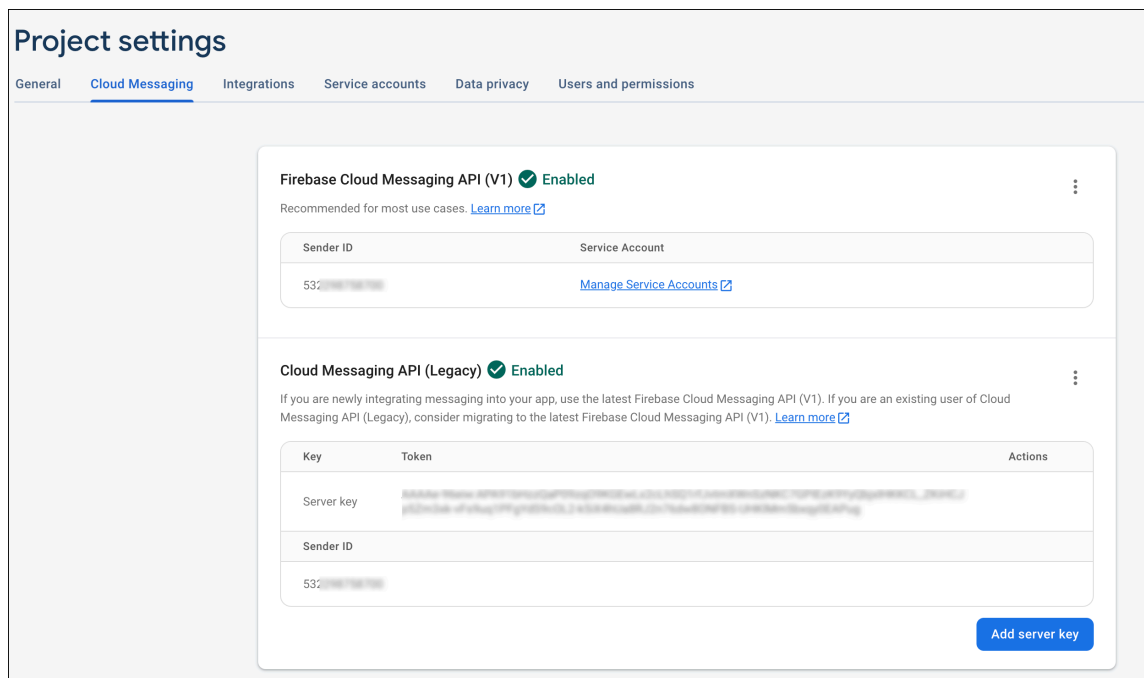 Project settings
General Cloud Messaging Integrations Service accounts Data privacy Users and permissions
Firebase Cloud Messaging API (V1) Enabled
Recommended for most use cases. Learn more
Sender ID Service Account
532 Manage Service Accounts
Cloud Messaging API (Legacy) Enabled
If you are newly integrating messaging into your app, use the latest Firebase Cloud Messaging API (V1). If you are an existing user of Cloud
Messaging API (Legacy), consider migrating to the latest Firebase Cloud Messaging API (V1). Learn more
Key Token Actions
Server key
Sender ID
532
Add server key